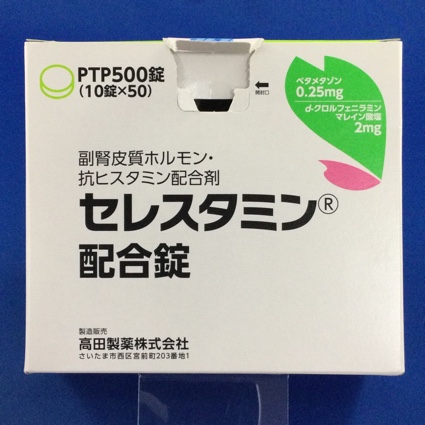 PTP500錠
(10錠×50)
開封口
ベタメタゾン
0.25mg
d-クロルフェニラミン
マレイン酸塩
2mg
副腎皮質ホルモン・
抗ヒスタミン配合剤
セレスタミン®
配合錠
製造販売
高田製薬株式会社
さいたま市西区宮前町203番地1